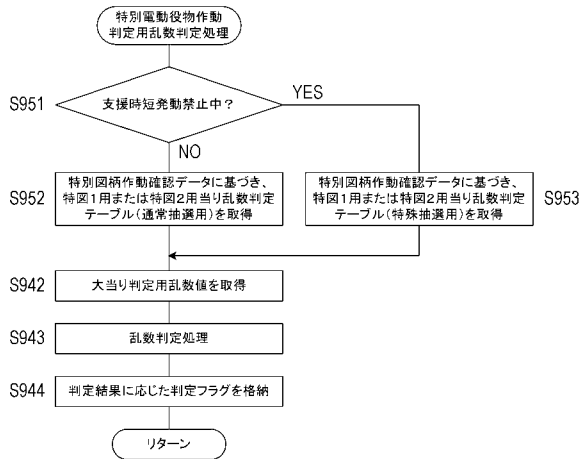 特別電動役物作動
判定用乱数判定処理
S951
支援時短発動禁止中?
YES
NO
S952
特別図柄作動確認データに基づき、
特図1用または特図2用当り乱数判定
テーブル(通常抽選用)を取得
特別図柄作動確認データに基づき、
特図1用または特図2用当り乱数判定
テーブル(特殊抽選用)を取得
S953
S942
大当り判定用乱数値を取得
S943
乱数判定処理
S944
判定結果に応じた判定フラグを格納
リターン